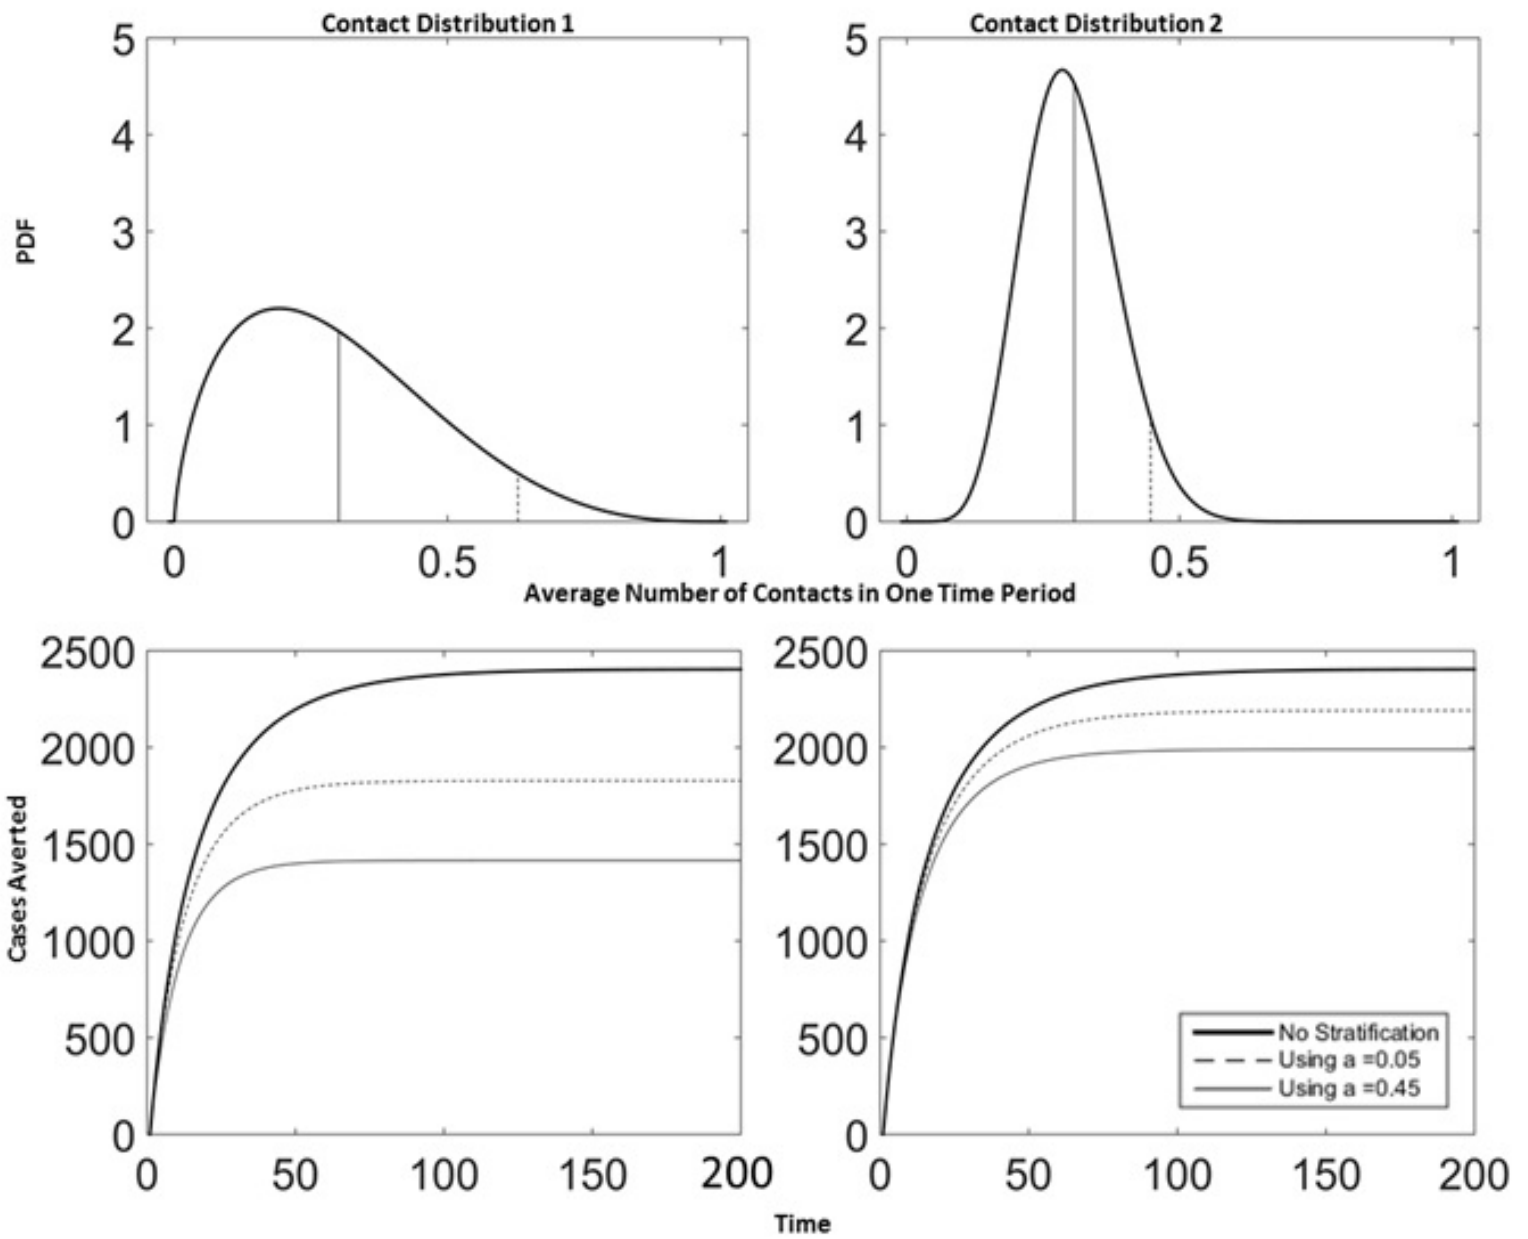 Contact Distribution 1
Contact Distribution 2
PDF
5
4
3
2
1
0
0 0.5 1
5
4
3
2
1
0
0 0.5 1
Average Number of Contacts in One Time Period
Cases Averted
2500
2000
1500
1000
500
0
0 50 100 150 200
2500
2000
1500
1000
500
0
No Stratification
Using a =0.05
Using a =0.45
0 50 100 150 200
Time